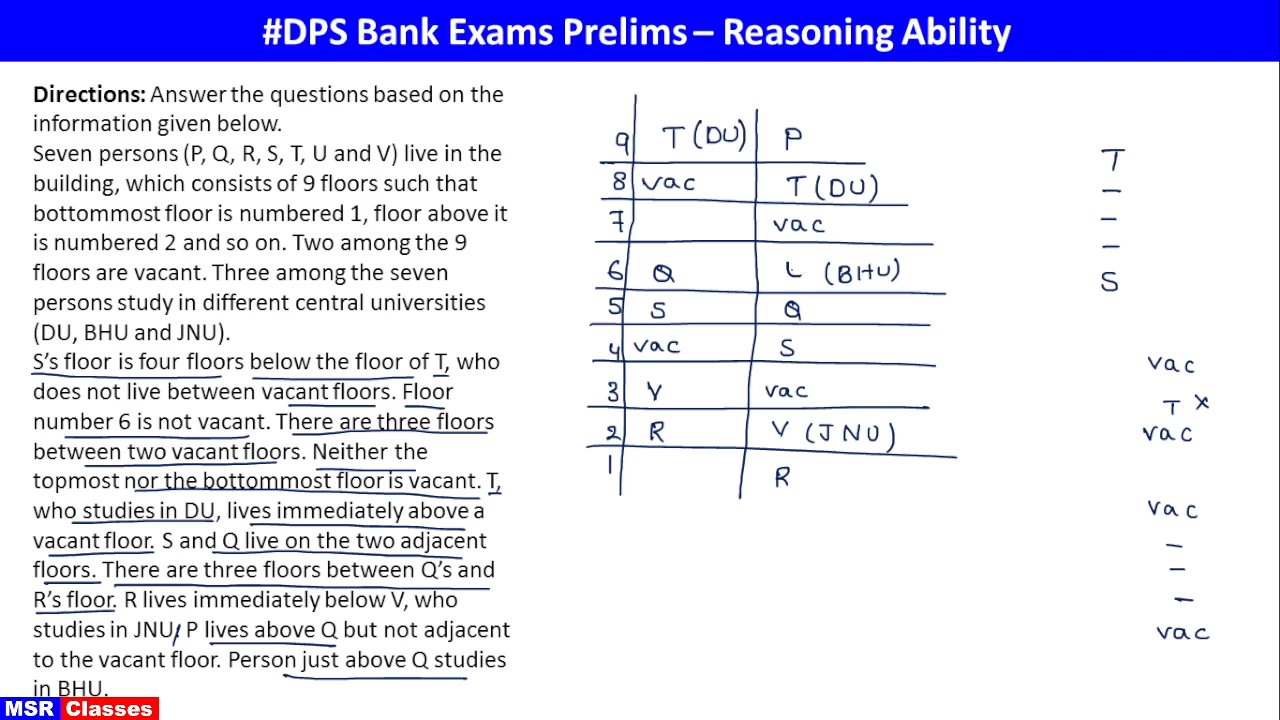 #DPS Bank Exams Prelims – Reasoning Ability
Directions: Answer the questions based on the
information given below.
Seven persons (P, Q, R, S, T, U and V) live in the
building, which consists of 9 floors such that
bottommost floor is numbered 1, floor above it
is numbered 2 and so on. Two among the 9
floors are vacant. Three among the seven
persons study in different central universities
(DU, BHU and JNU).
S's floor is four floors below the floor of T, who
does not live between vacant floors. Floor
number 6 is not vacant. There are three floors
between two vacant floors. Neither the
topmost nor the bottommost floor is vacant. T,
who studies in DU, lives immediately above a
vacant floor. S and Q live on the two adjacent
floors. There are three floors between Q's and
R's floor. R lives immediately below V, who
studies in JNU. P lives above Q but not adjacent
to the vacant floor. Person just above Q studies
in BHU.
9 T (DU) P
8 vac T (DU)
7 vac
6 Q (BHU)
5 S Q
4 vac S
3 V vac
2 R V (JNU)
1 R
T
–
–
–
S
vac
T ×
vac
vac
–
–
–
vac
MSR Classes